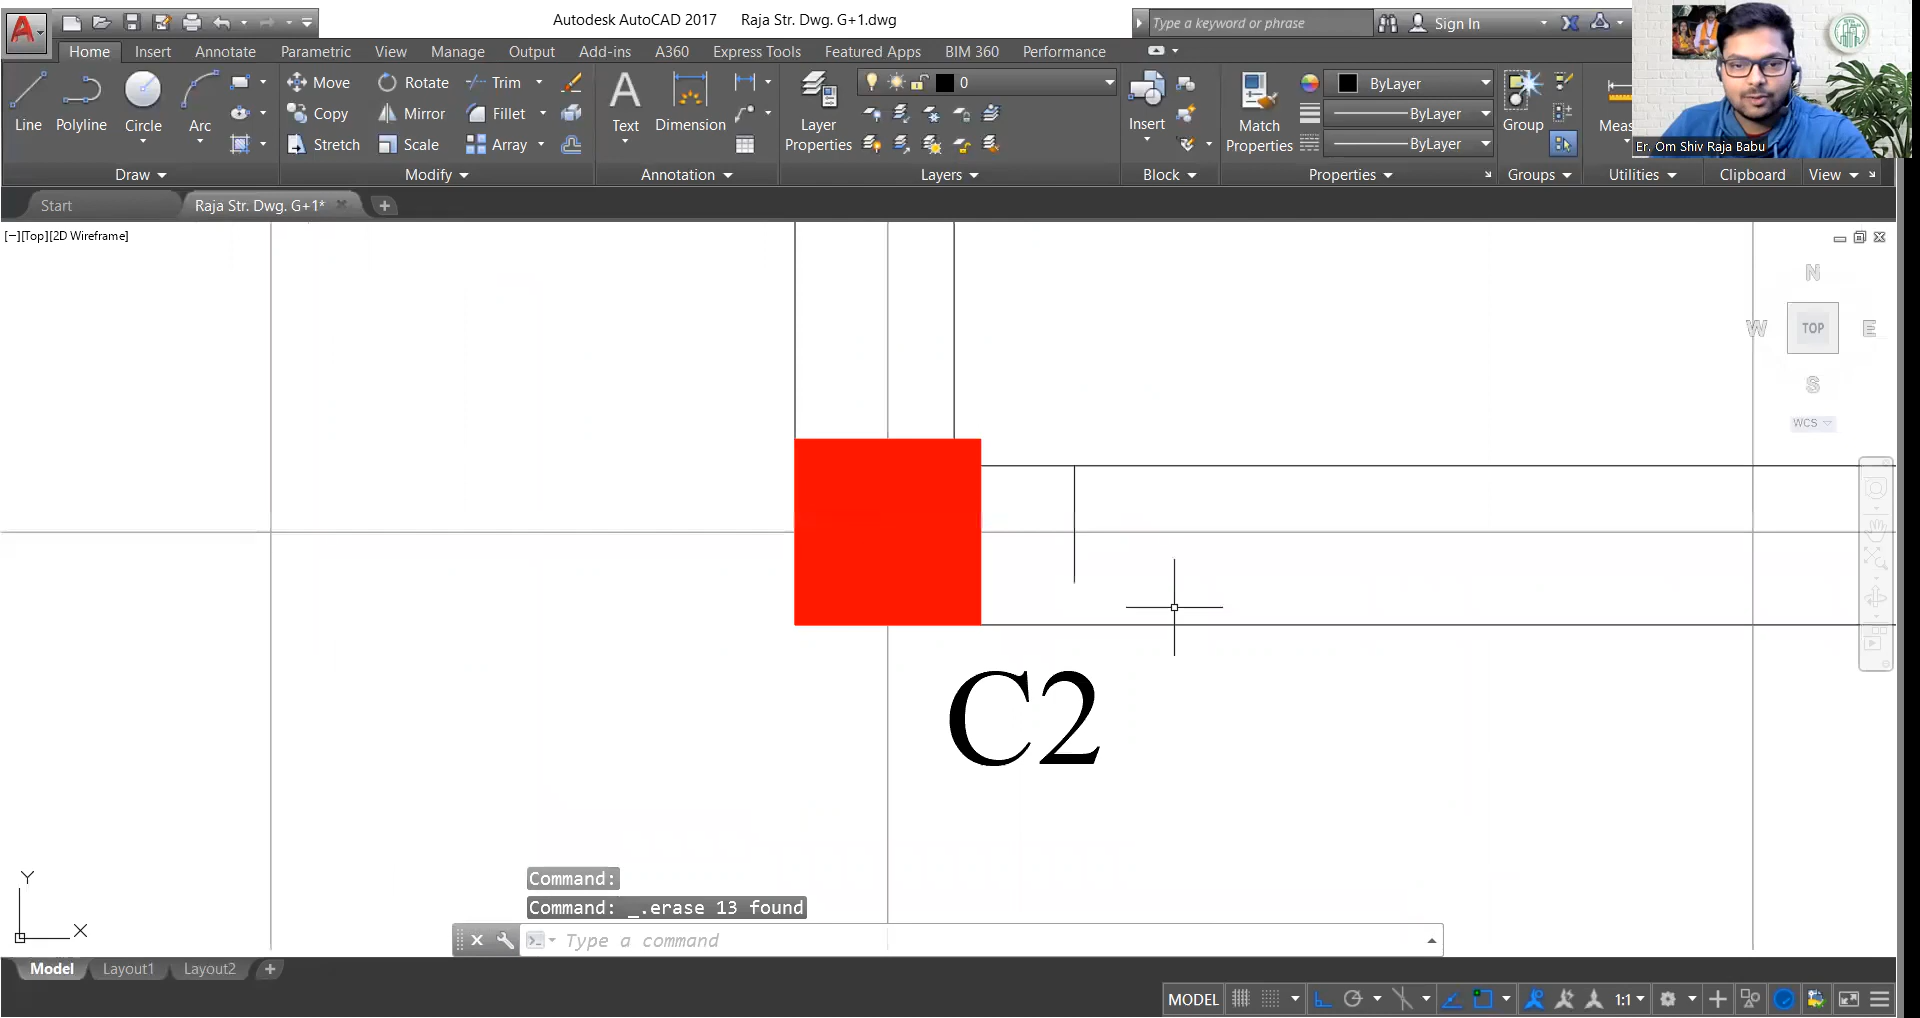 Autodesk AutoCAD 2017 Raja Str. Dwg. G+1.dwg
Type a keyword or phrase
Sign In
Home Insert Annotate Parametric View Manage Output Add-ins A360 Express Tools Featured Apps BIM 360 Performance
Line Polyline Circle Arc
Move Rotate Trim
Copy Mirror Fillet
Stretch Scale Array
Text Dimension
Layer Properties
0
Insert
Match Properties
ByLayer
ByLayer
ByLayer
Group
Meas
Er. Om Shiv Raja Babu
Draw Modify Annotation Layers Block Properties Groups Utilities Clipboard View
Start Raja Str. Dwg. G+1*
[−][Top][2D Wireframe]
N
W TOP E
S
WCS
C2
Y
X
Command:
Command: _.erase 13 found
Type a command
Model Layout1 Layout2
MODEL 1:1